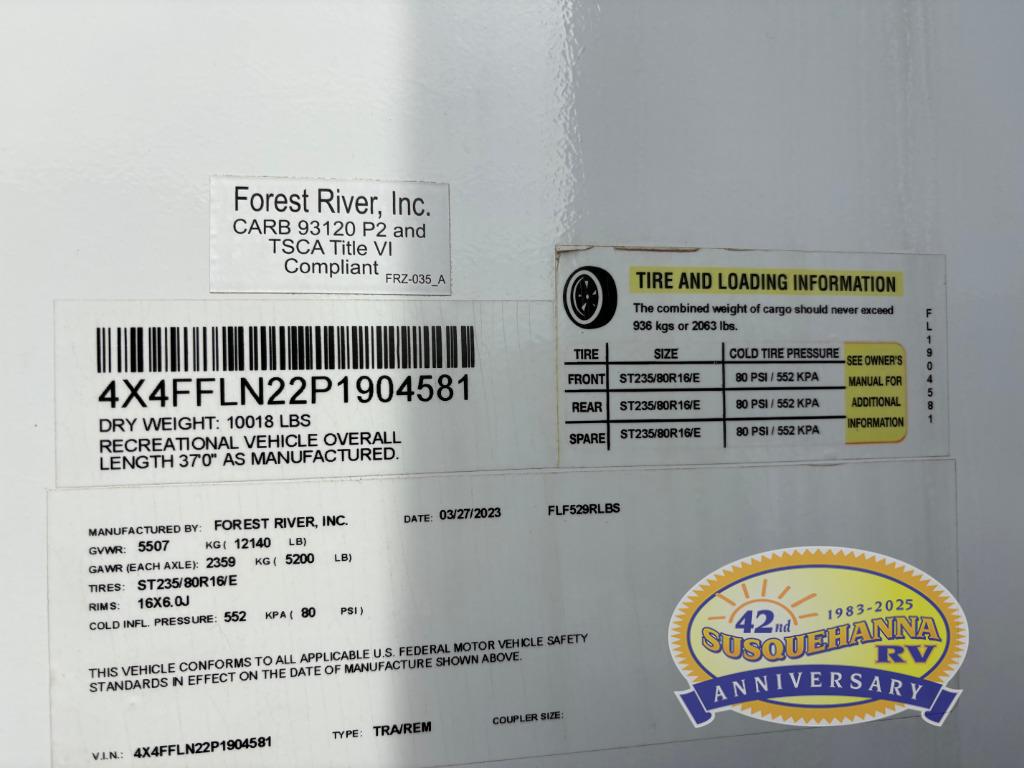 Forest River, Inc.
CARB 93120 P2 and
TSCA Title VI
Compliant
FRZ-035_A
4X4FFLN22P1904581
DRY WEIGHT: 10018 LBS
RECREATIONAL VEHICLE OVERALL
LENGTH 37'0" AS MANUFACTURED.
TIRE AND LOADING INFORMATION
The combined weight of cargo should never exceed
936 kgs or 2063 lbs.
TIRE SIZE COLD TIRE PRESSURE
FRONT ST235/80R16/E 80 PSI / 552 KPA
REAR ST235/80R16/E 80 PSI / 552 KPA
SPARE ST235/80R16/E 80 PSI / 552 KPA
SEE OWNER'S
MANUAL FOR
ADDITIONAL
INFORMATION
FL1904581
MANUFACTURED BY: FOREST RIVER, INC. DATE: 03/27/2023 FLF529RLBS
GVWR: 5507 KG ( 12140 LB)
GAWR (EACH AXLE): 2359 KG ( 5200 LB)
TIRES: ST235/80R16/E
RIMS: 16X6.0J
COLD INFL. PRESSURE: 552 KPA ( 80 PSI )
THIS VEHICLE CONFORMS TO ALL APPLICABLE U.S. FEDERAL MOTOR VEHICLE SAFETY
STANDARDS IN EFFECT ON THE DATE OF MANUFACTURE SHOWN ABOVE.
V.I.N.: 4X4FFLN22P1904581 TYPE: TRA/REM COUPLER SIZE:
42nd 1983-2025
SUSQUEHANNA
RV
ANNIVERSARY